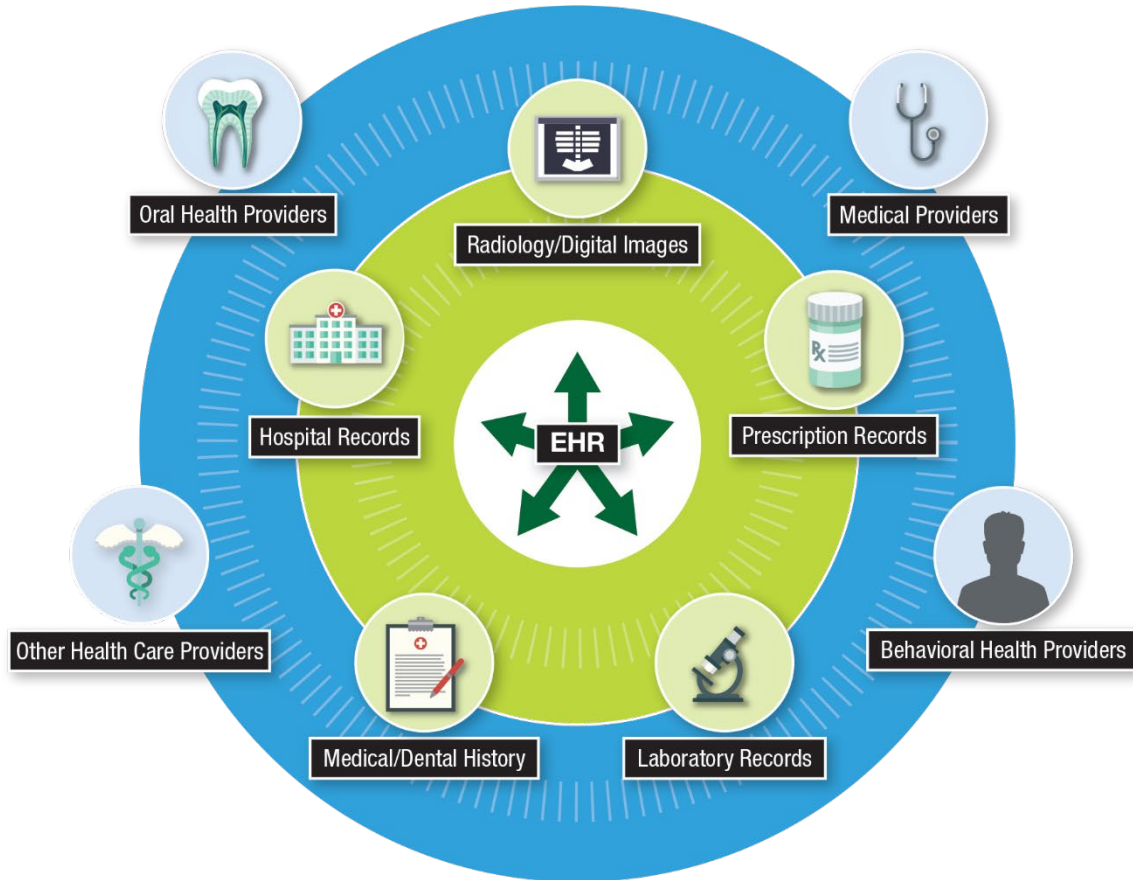 Oral Health Providers
Medical Providers
Radiology/Digital Images
Hospital Records
EHR
Prescription Records
Rx
Other Health Care Providers
Behavioral Health Providers
Medical/Dental History
Laboratory Records